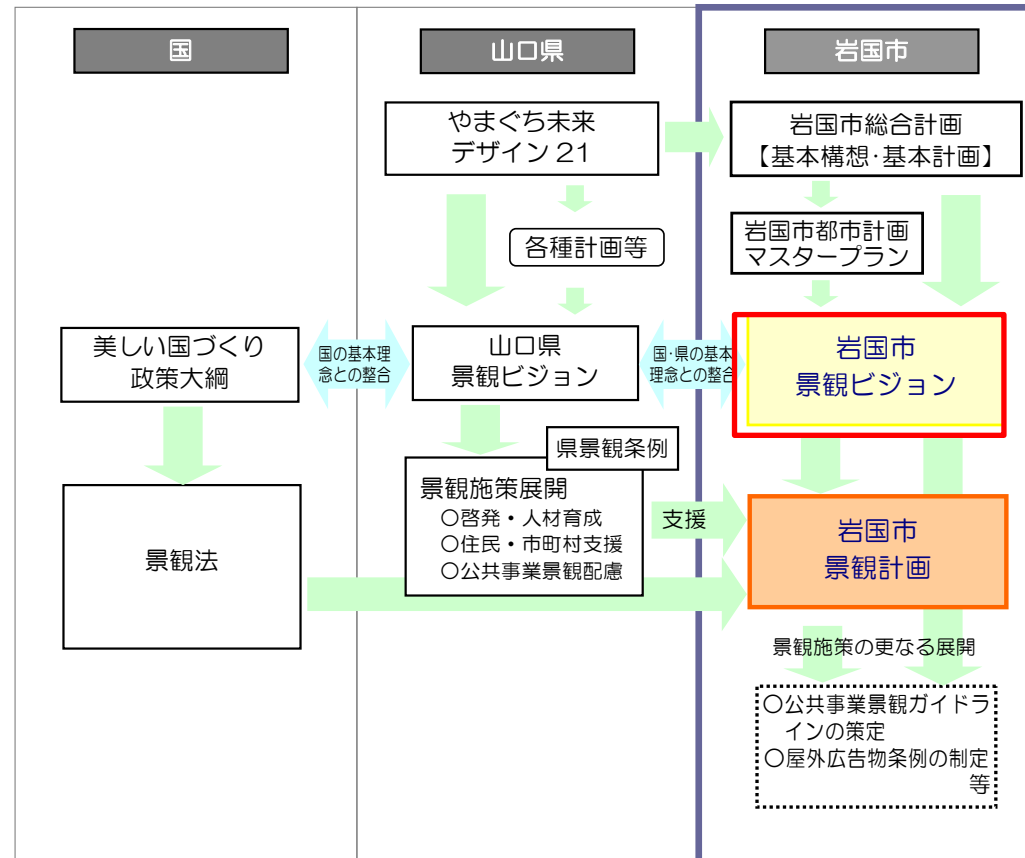 国
山口県
岩国市
やまぐち未来
デザイン21
岩国市総合計画
【基本構想・基本計画】
各種計画等
岩国市都市計画
マスタープラン
美しい国づくり
政策大綱
国の基本理
念との整合
山口県
景観ビジョン
国・県の基本
理念との整合
岩国市
景観ビジョン
県景観条例
景観施策展開
○啓発・人材育成
○住民・市町村支援
○公共事業景観配慮
支援
景観法
岩国市
景観計画
景観施策の更なる展開
○公共事業景観ガイドラ
インの策定
○屋外広告物条例の制定
等